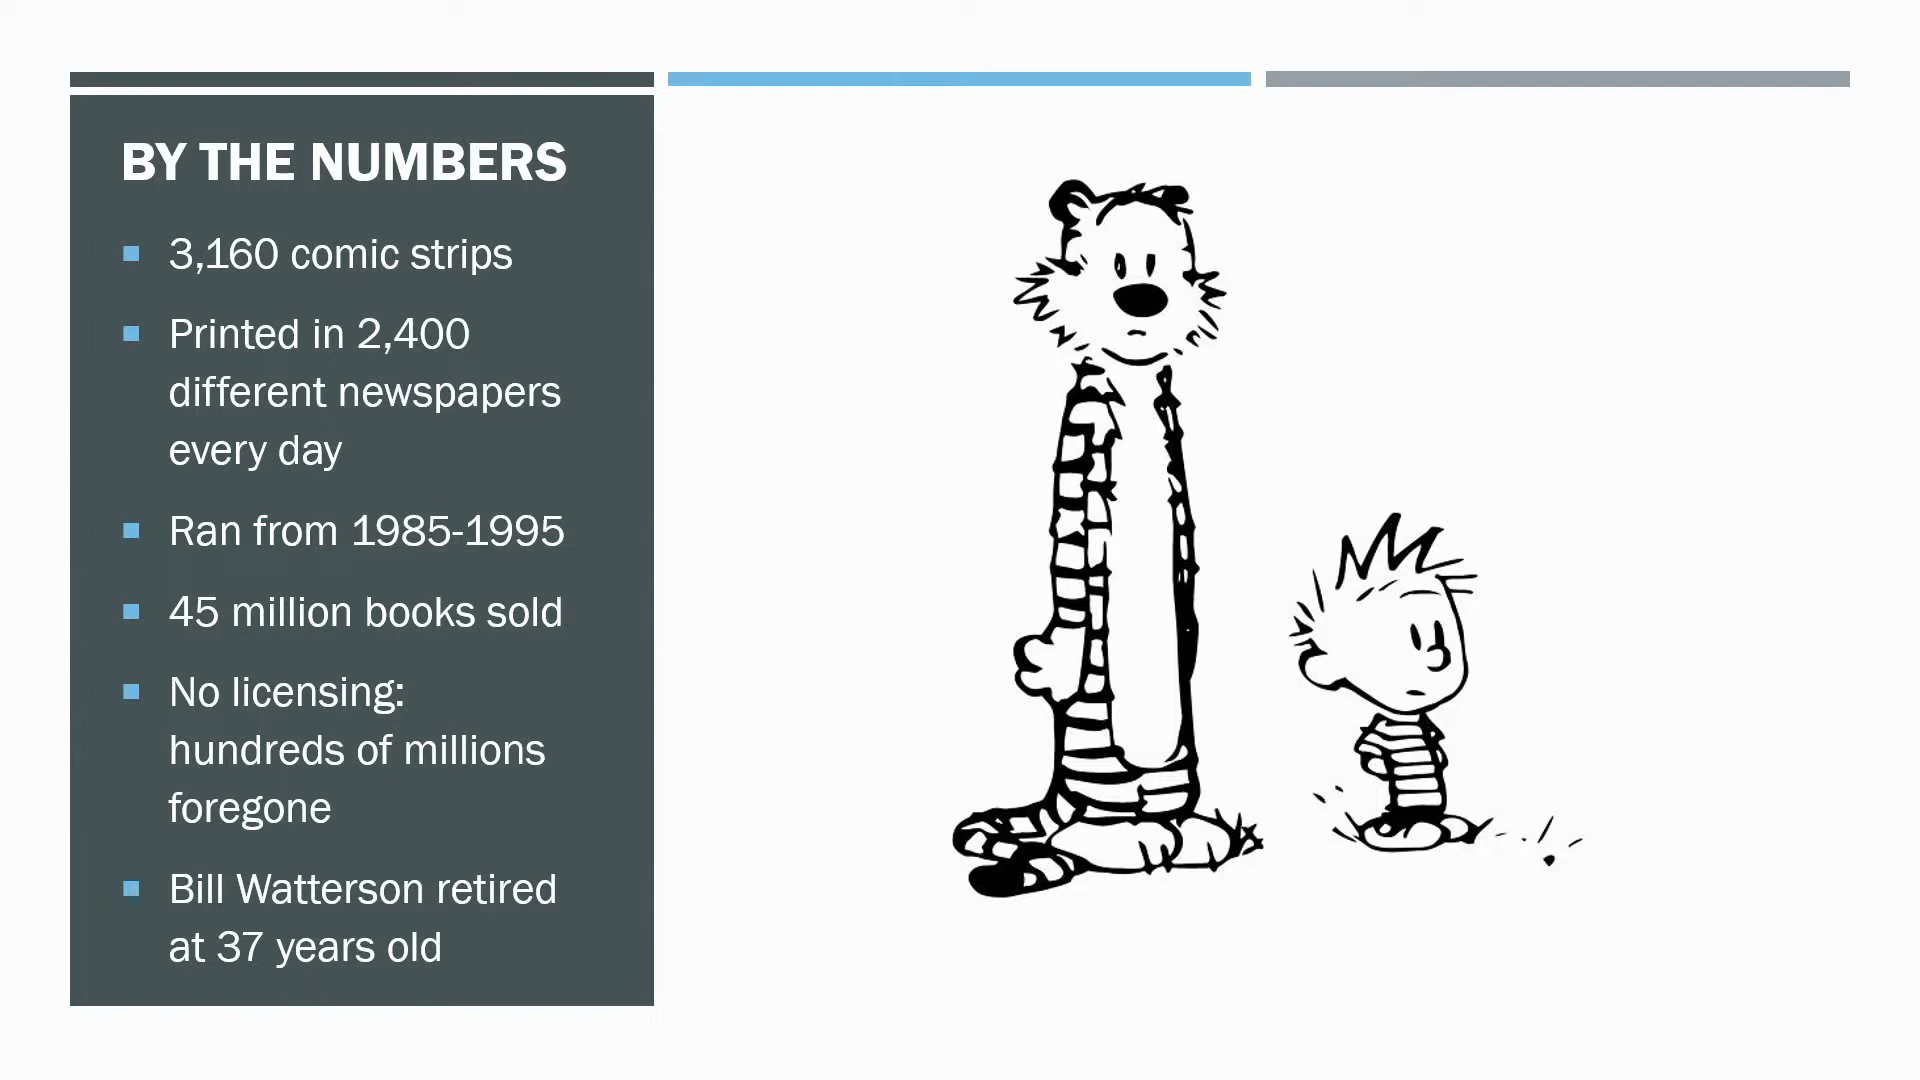 BY THE NUMBERS
3,160 comic strips
Printed in 2,400
different newspapers
every day
Ran from 1985-1995
45 million books sold
No licensing:
hundreds of millions
foregone
Bill Watterson retired
at 37 years old